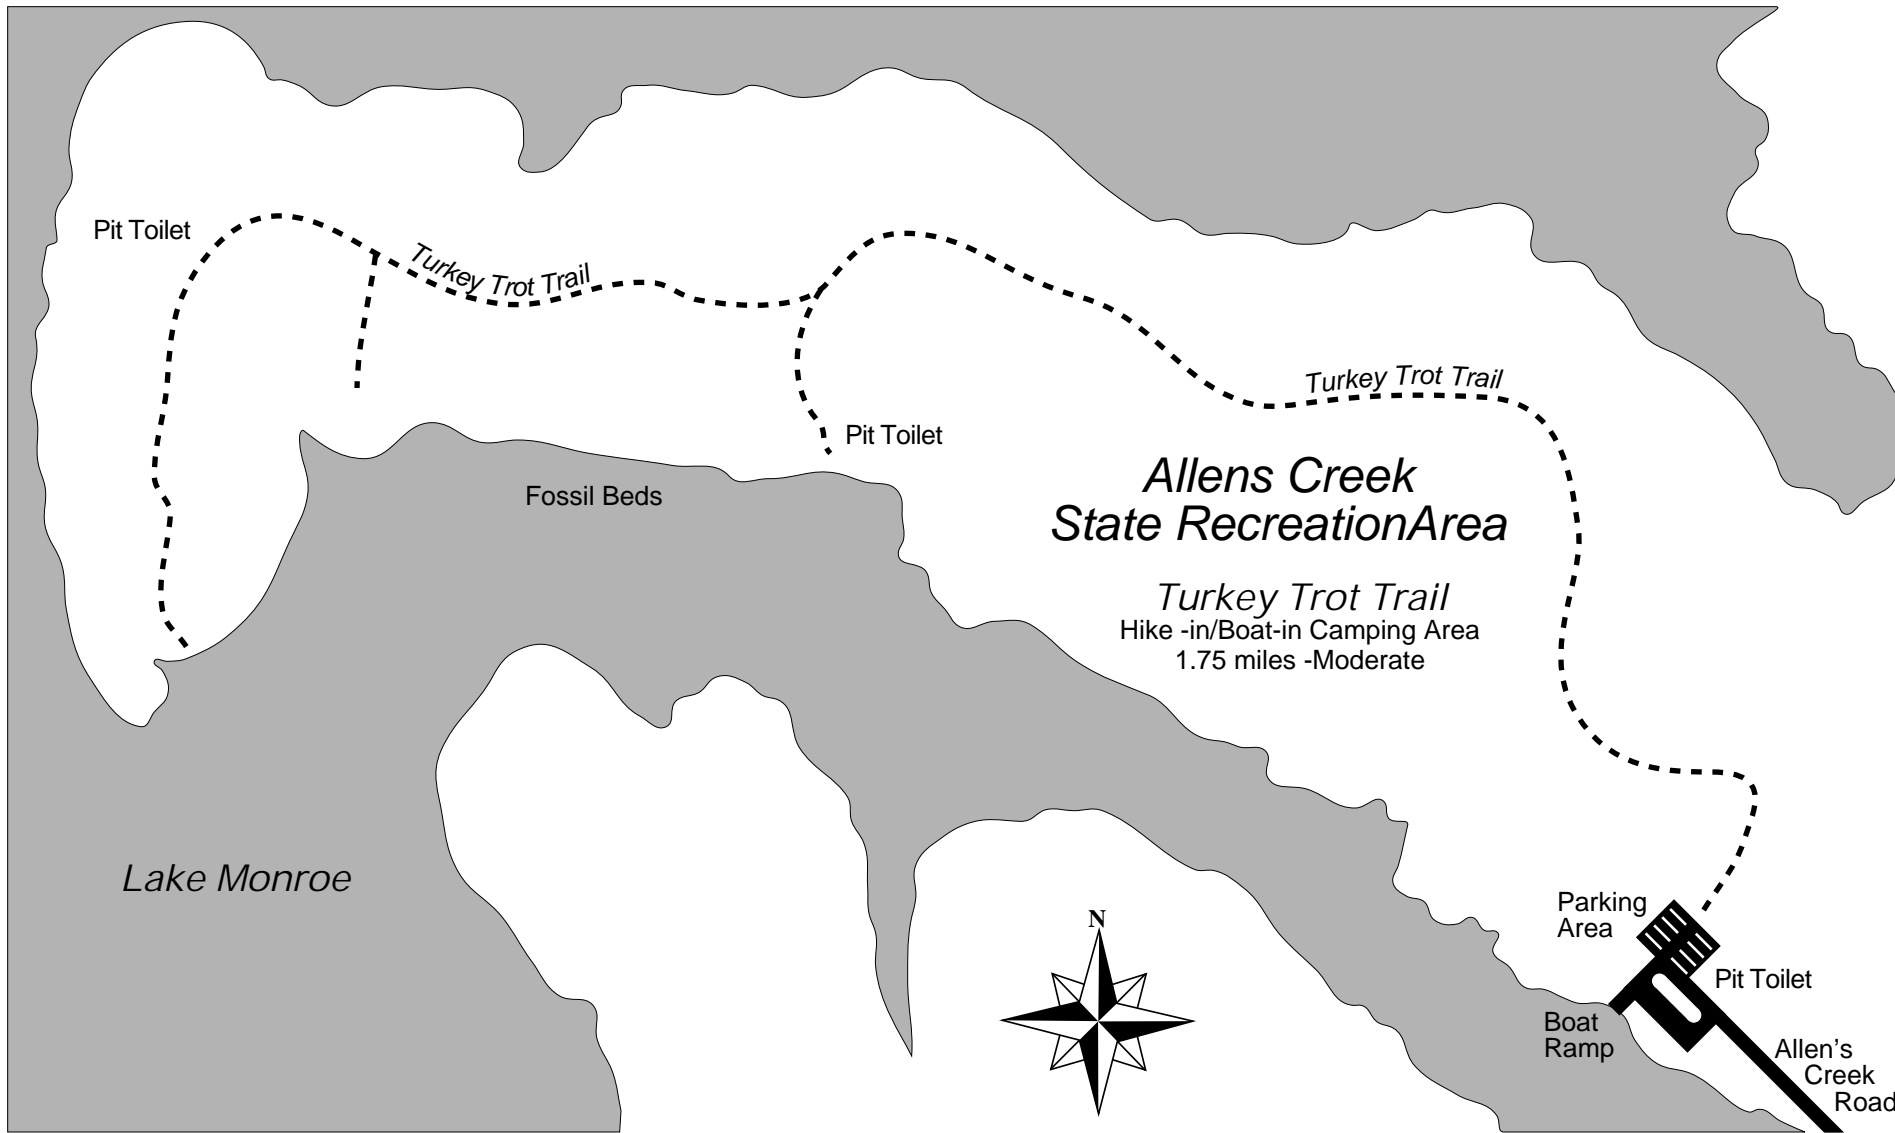 Pit Toilet
Turkey Trot Trail
Turkey Trot Trail
Pit Toilet
Fossil Beds
Allens Creek
State RecreationArea
Turkey Trot Trail
Hike -in/Boat-in Camping Area
1.75 miles -Moderate
Lake Monroe
N
Parking
Area
Pit Toilet
Boat
Ramp
Allen's
Creek
Road